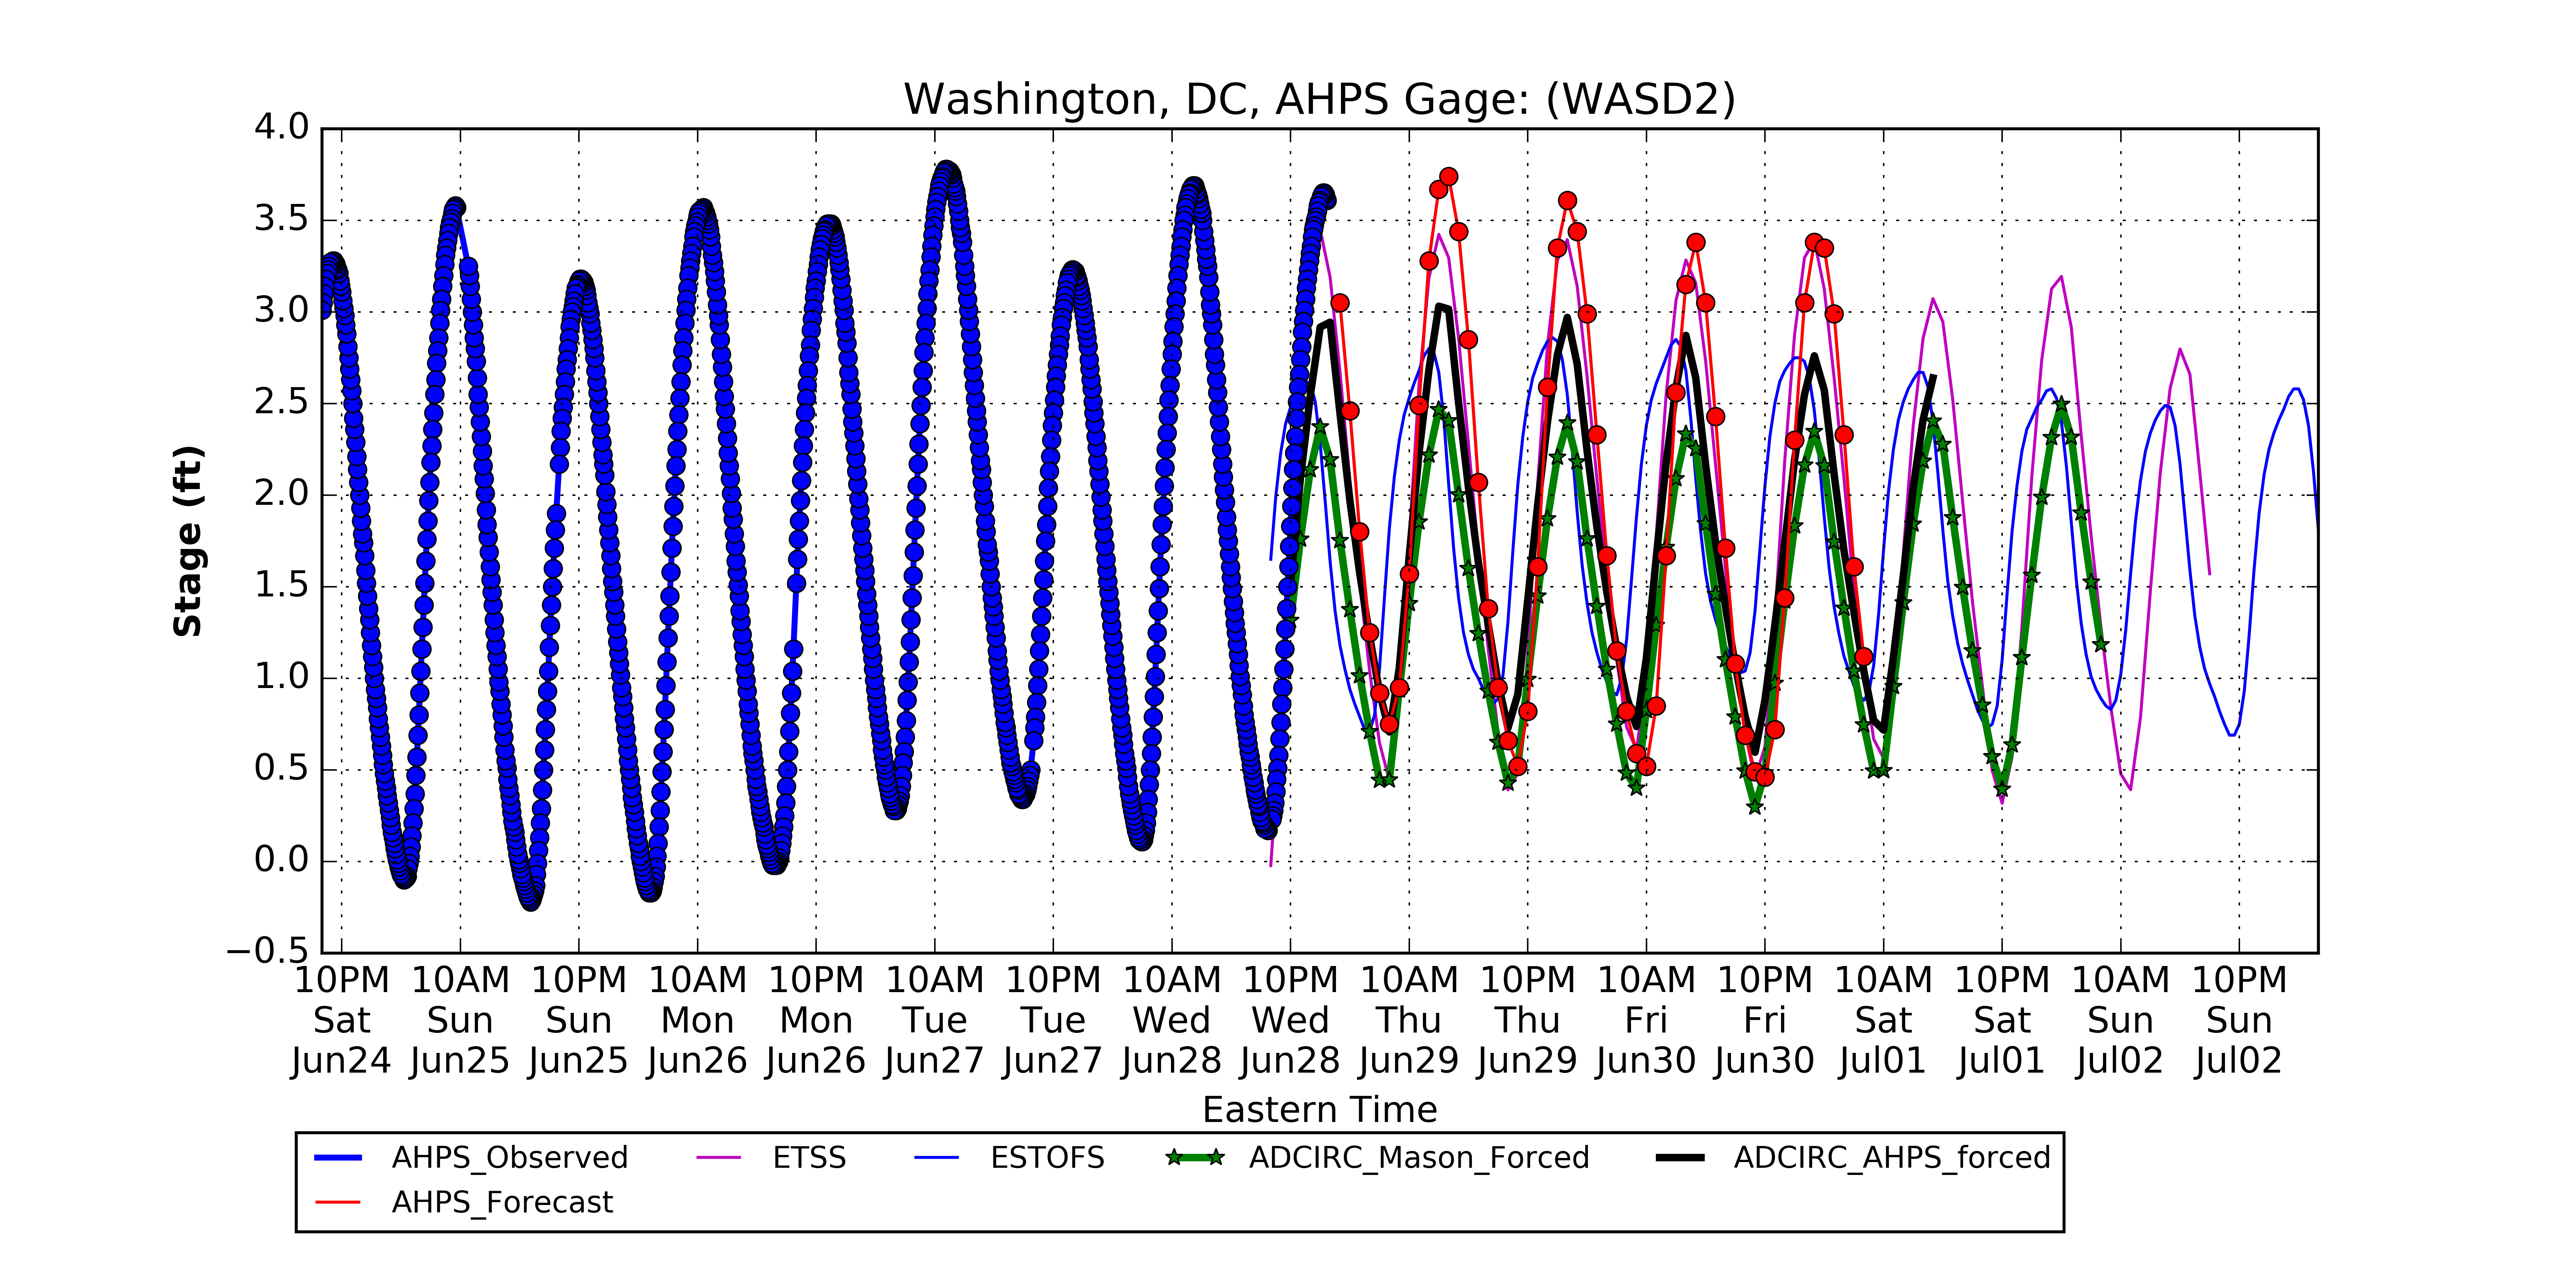 Washington, DC, AHPS Gage: (WASD2)
4.0
3.5
3.0
2.5
2.0
1.5
1.0
0.5
0.0
−0.5
Stage (ft)
10PM 10AM 10PM 10AM 10PM 10AM 10PM 10AM 10PM 10AM 10PM 10AM 10PM 10AM 10PM 10AM 10PM
Sat Sun Sun Mon Mon Tue Tue Wed Wed Thu Thu Fri Fri Sat Sat Sun Sun
Jun24 Jun25 Jun25 Jun26 Jun26 Jun27 Jun27 Jun28 Jun28 Jun29 Jun29 Jun30 Jun30 Jul01 Jul01 Jul02 Jul02
Eastern Time
AHPS_Observed ETSS ESTOFS ADCIRC_Mason_Forced ADCIRC_AHPS_forced
AHPS_Forecast